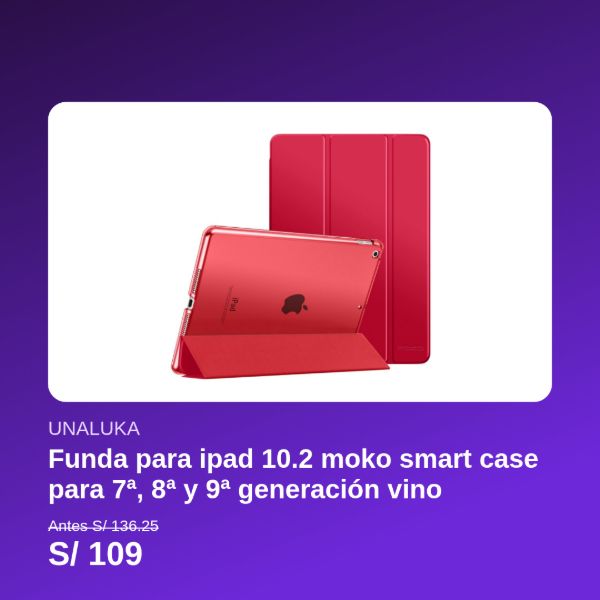 iPad
UNALUKA
Funda para ipad 10.2 moko smart case
para 7ª, 8ª y 9ª generación vino
Antes S/ 136.25
S/ 109